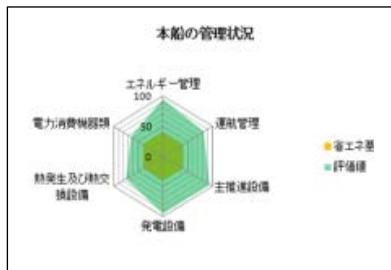 本船の管理状況
エネルギー管理
100
電力消費機器類
運航管理
50
0
省エネ量
評価値
熱発生及び熱交
換設備
主推進設備
発電設備